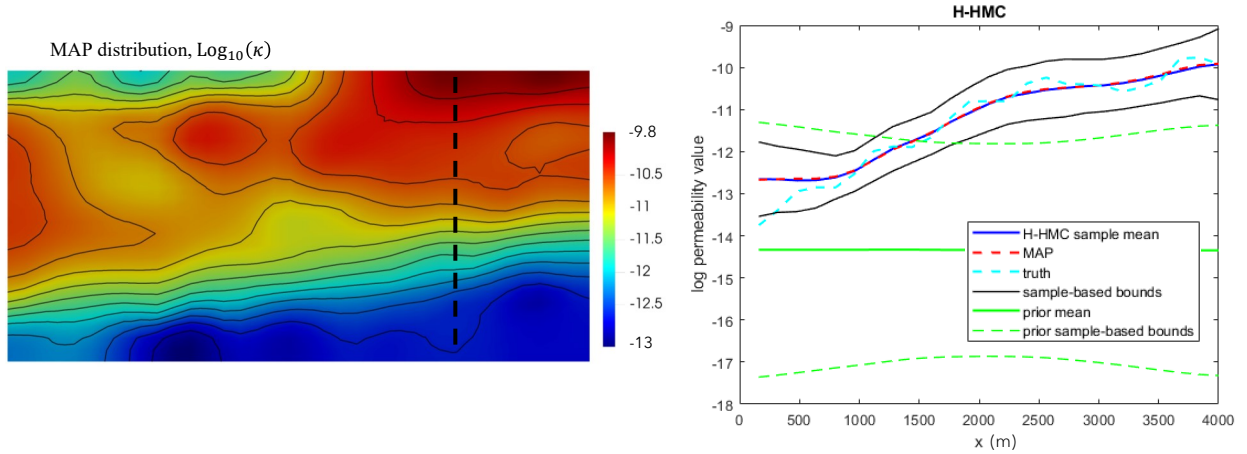 MAP distribution, Log₁₀(κ)
-9.8
-10.5
-11
-11.5
-12
-12.5
-13
H-HMC
log permeability value
-9
-10
-11
-12
-13
-14
-15
-16
-17
-18
H-HMC sample mean
MAP
truth
sample-based bounds
prior mean
prior sample-based bounds
0 500 1000 1500 2000 2500 3000 3500 4000
x (m)